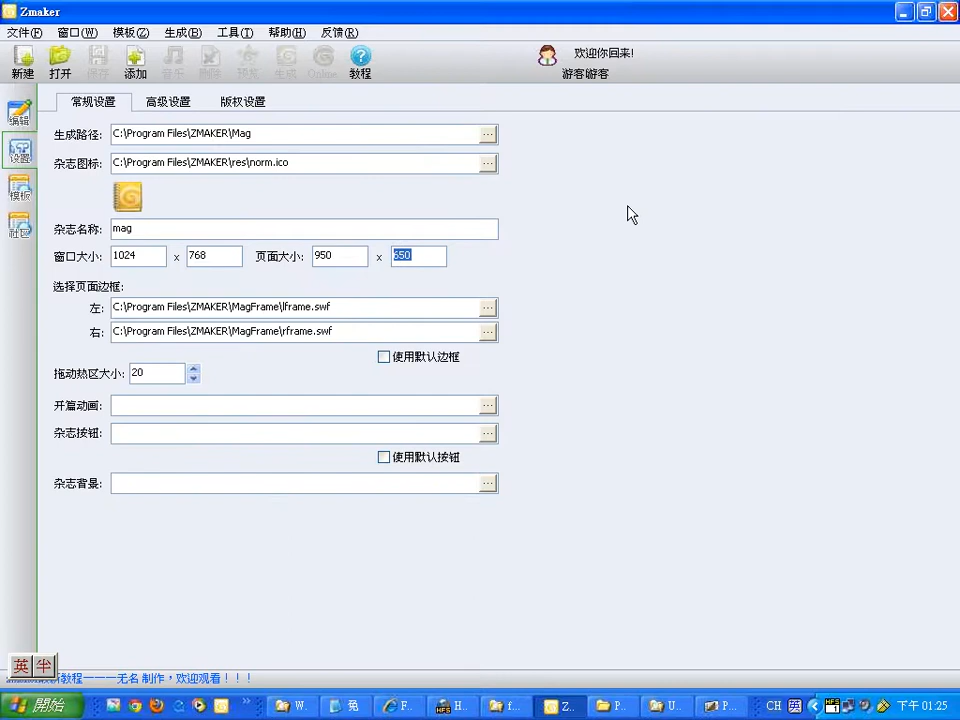 Zmaker
文件(F) 窗口(W) 模板(Z) 生成(B) 工具(T) 帮助(H) 反馈(R)
新建 打开 保存 添加 音乐 删除 预览 生成 Online 教程
欢迎你回来!
游客游客
编辑
设置
模板
社区
常规设置 高级设置 版权设置
生成路径: C:\Program Files\ZMAKER\Mag ...
杂志图标: C:\Program Files\ZMAKER\res\norm.ico ...
杂志名称: mag
窗口大小: 1024 x 768 页面大小: 950 x 650
选择页面边框:
左: C:\Program Files\ZMAKER\MagFrame\lframe.swf ...
右: C:\Program Files\ZMAKER\MagFrame\rframe.swf ...
使用默认边框
拖动热区大小: 20
开篇动画: ...
杂志按钮: ...
使用默认按钮
杂志背景: ...
英 半
教程一一一无名 制作，欢迎观看！！！
開始 W. 兔 F. H. f... Z. P. U. P... CH 英 下午 01:25